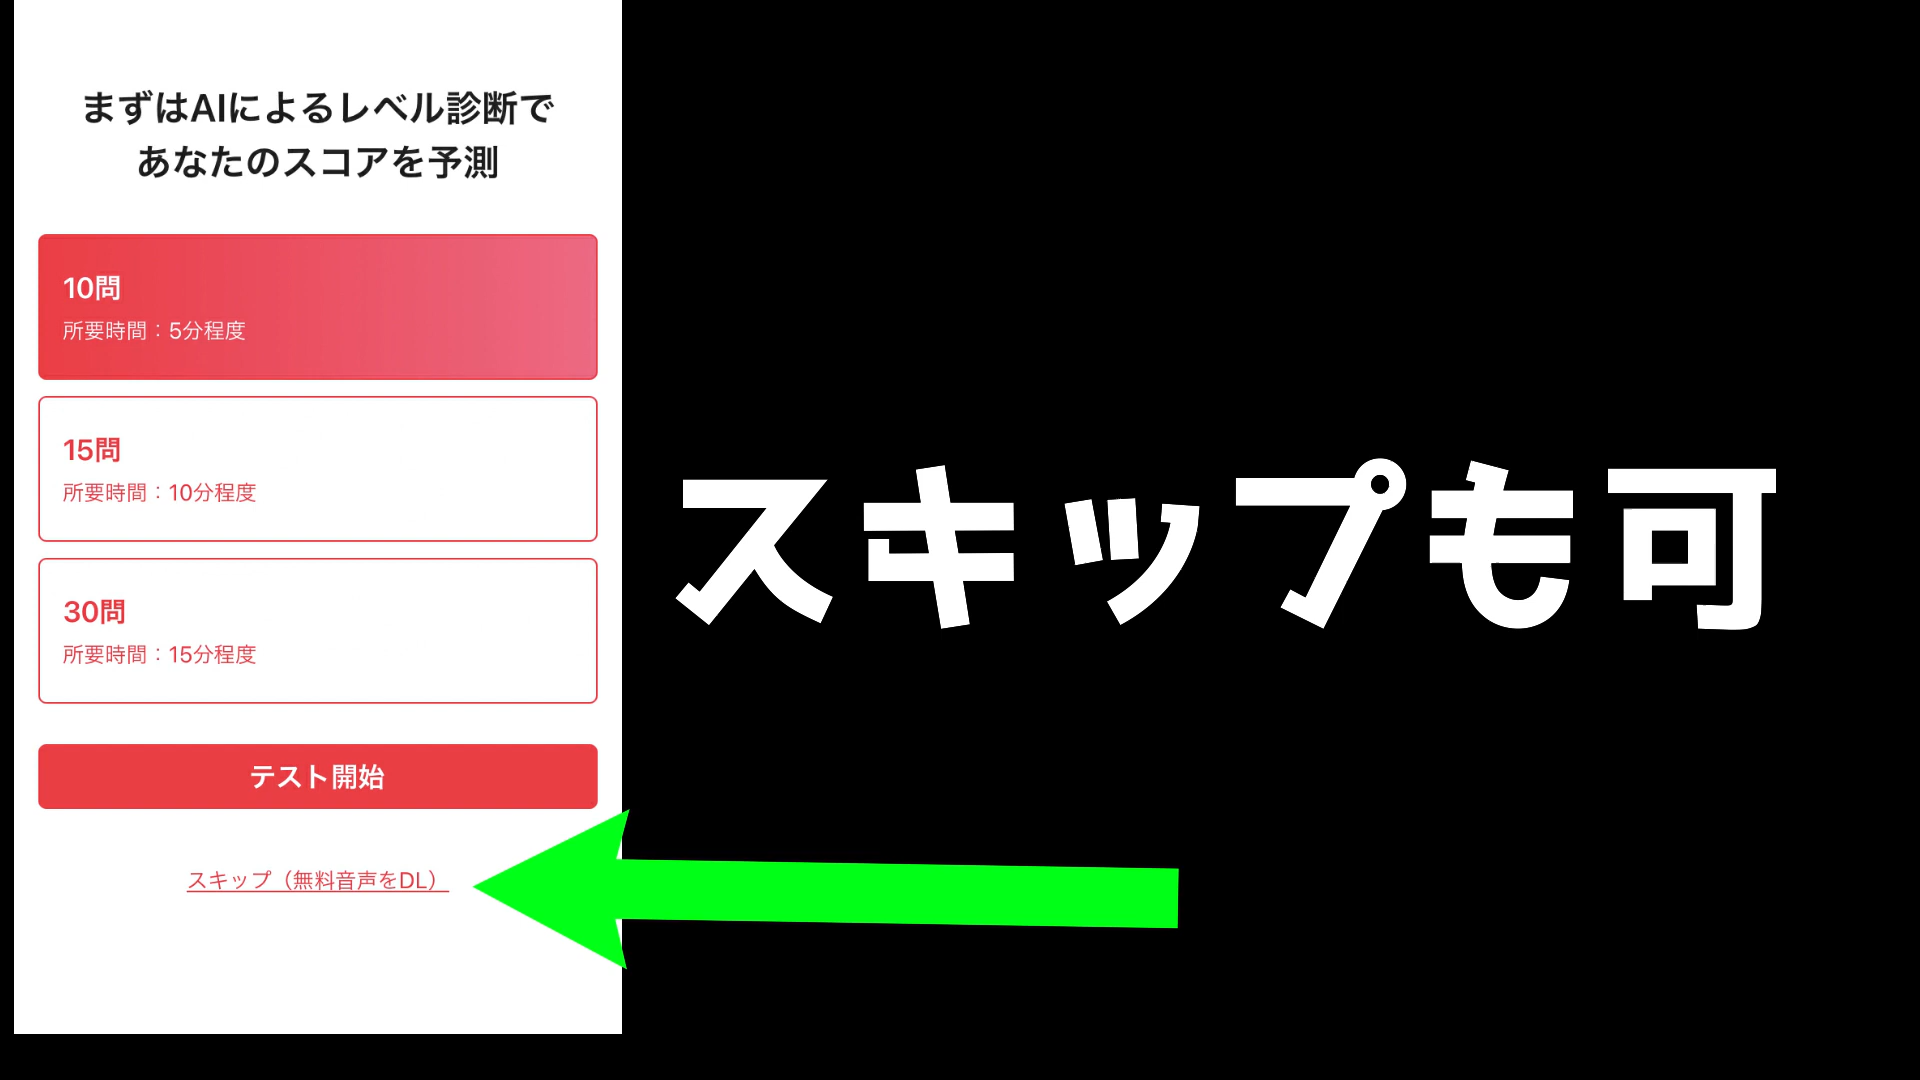 まずはAIによるレベル診断で
あなたのスコアを予測
10問
所要時間：5分程度
15問
所要時間：10分程度
30問
所要時間：15分程度
テスト開始
スキップ（無料音声をDL）
スキップも可